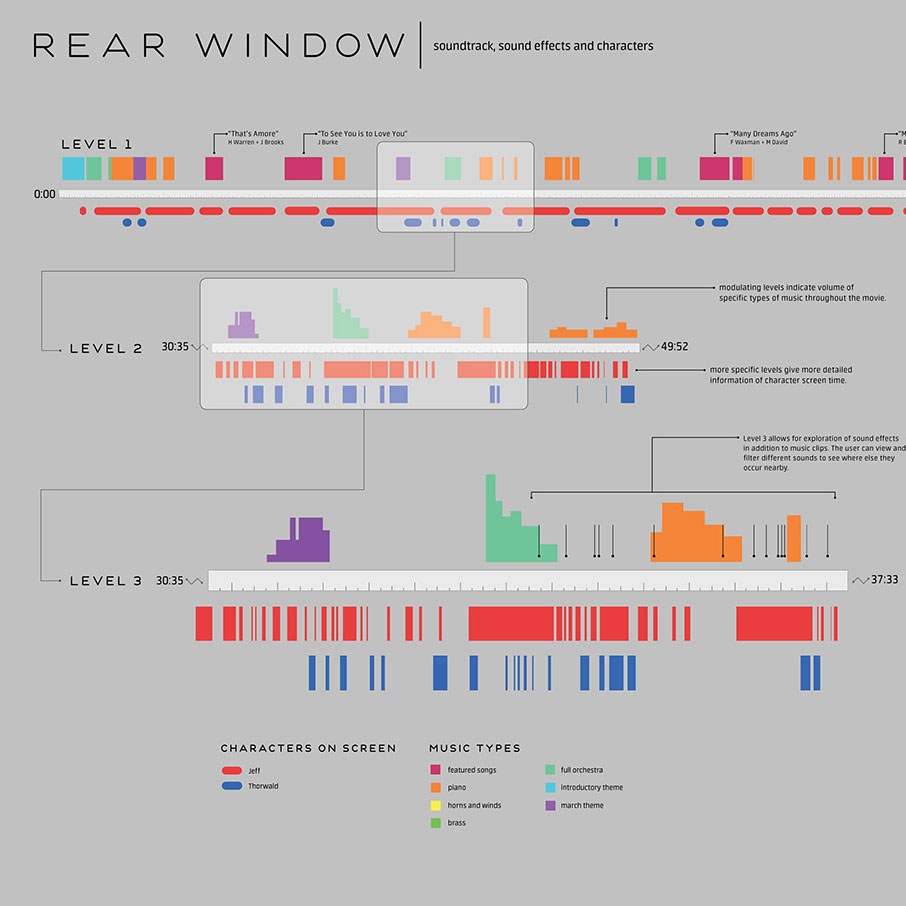 REAR WINDOW
soundtrack, sound effects and characters
LEVEL 1
"That's Amore"
H Warren + J Brooks
"To See You is to Love You"
J Burke
"Many Dreams Ago"
F Waxman + M David
"M
R E
0:00
modulating levels indicate volume of
specific types of music throughout the movie.
LEVEL 2
30:35
49:52
more specific levels give more detailed
information of character screen time.
Level 3 allows for exploration of sound effects
in addition to music clips. The user can view and
filter different sounds to see where else they
occur nearby.
LEVEL 3
30:35
37:33
CHARACTERS ON SCREEN
Jeff
Thorwald
MUSIC TYPES
featured songs
piano
horns and winds
brass
full orchestra
introductory theme
march theme